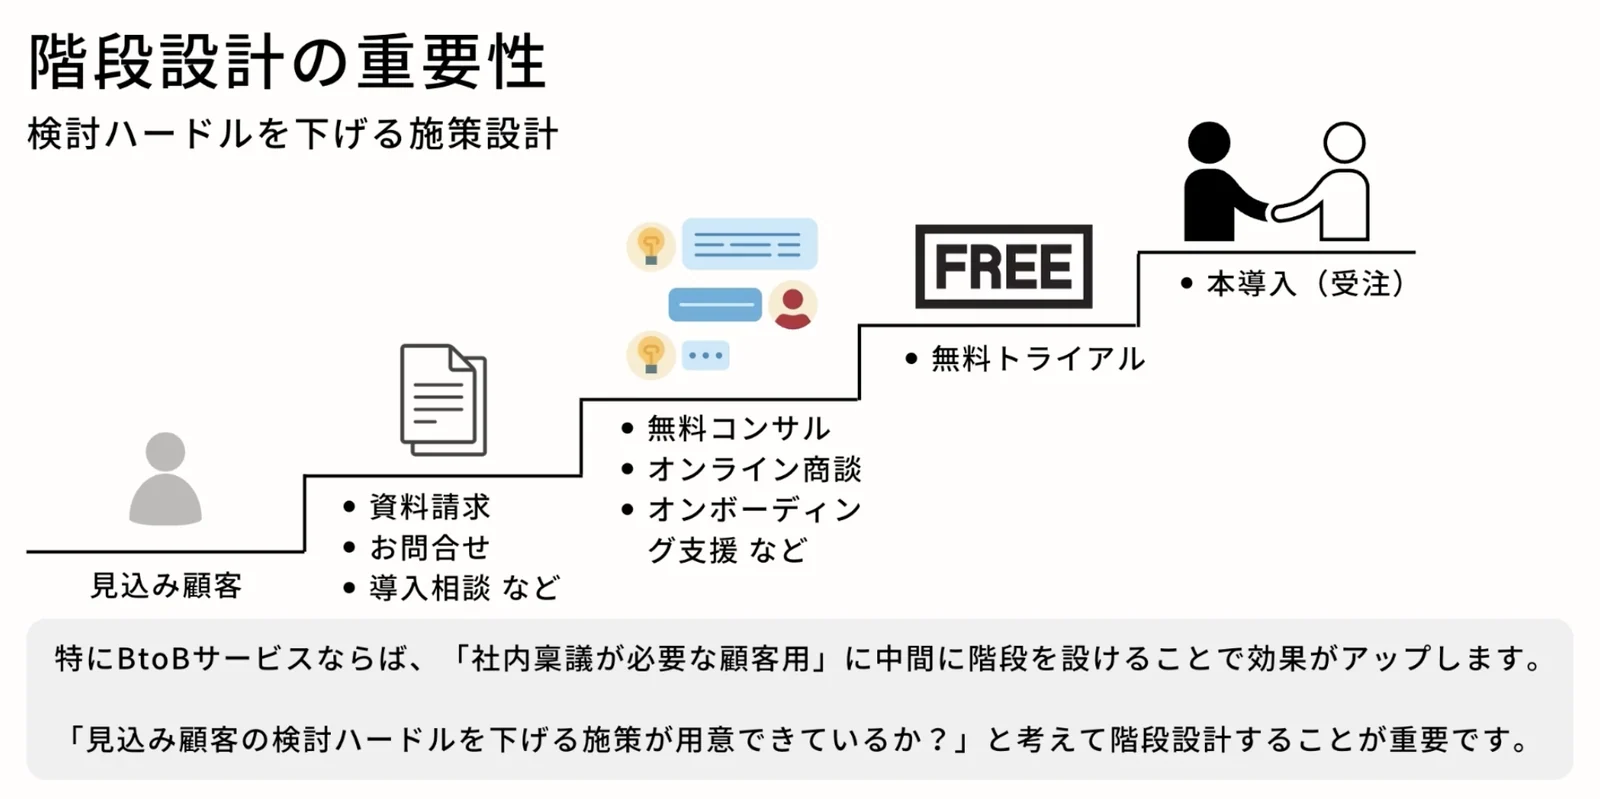 階段設計の重要性
検討ハードルを下げる施策設計
見込み顧客
• 資料請求
• お問合せ
• 導入相談 など
• 無料コンサル
• オンライン商談
• オンボーディン
グ支援 など
FREE
• 無料トライアル
• 本導入（受注）
特にBtoBサービスならば、「社内稟議が必要な顧客用」に中間に階段を設けることで効果がアップします。
「見込み顧客の検討ハードルを下げる施策が用意できているか？」と考えて階段設計することが重要です。